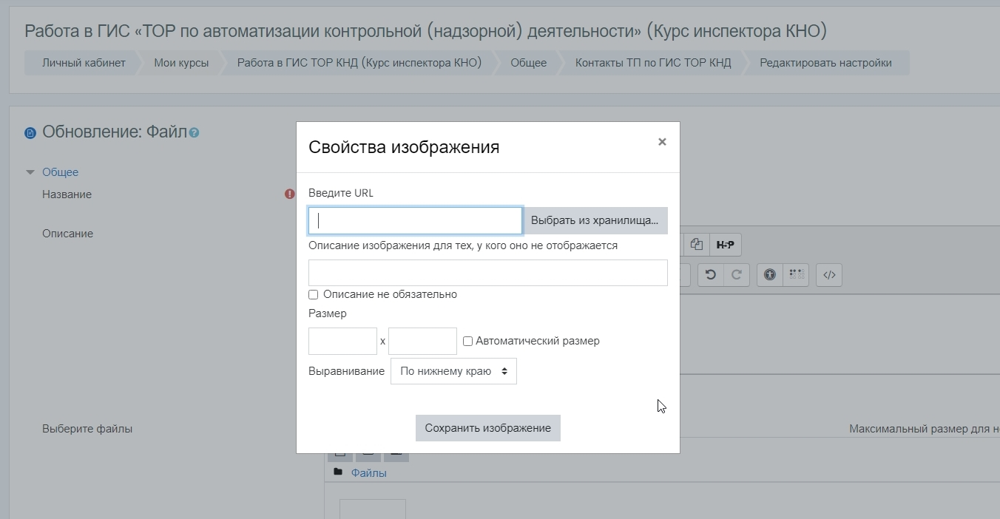 Работа в ГИС «ТОР по автоматизации контрольной (надзорной) деятельности» (Курс инспектора КНО)
Личный кабинет Мои курсы Работа в ГИС ТОР КНД (Курс инспектора КНО) Общее Контакты ТП по ГИС ТОР КНД Редактировать настройки
Обновление: Файл
Общее
Название
Описание
Свойства изображения
×
Введите URL
Выбрать из хранилища...
Описание изображения для тех, у кого оно не отображается
Описание не обязательно
Размер
x Автоматический размер
Выравнивание По нижнему краю
Сохранить изображение
H5P
</>
Выберите файлы
Максимальный размер для
Файлы